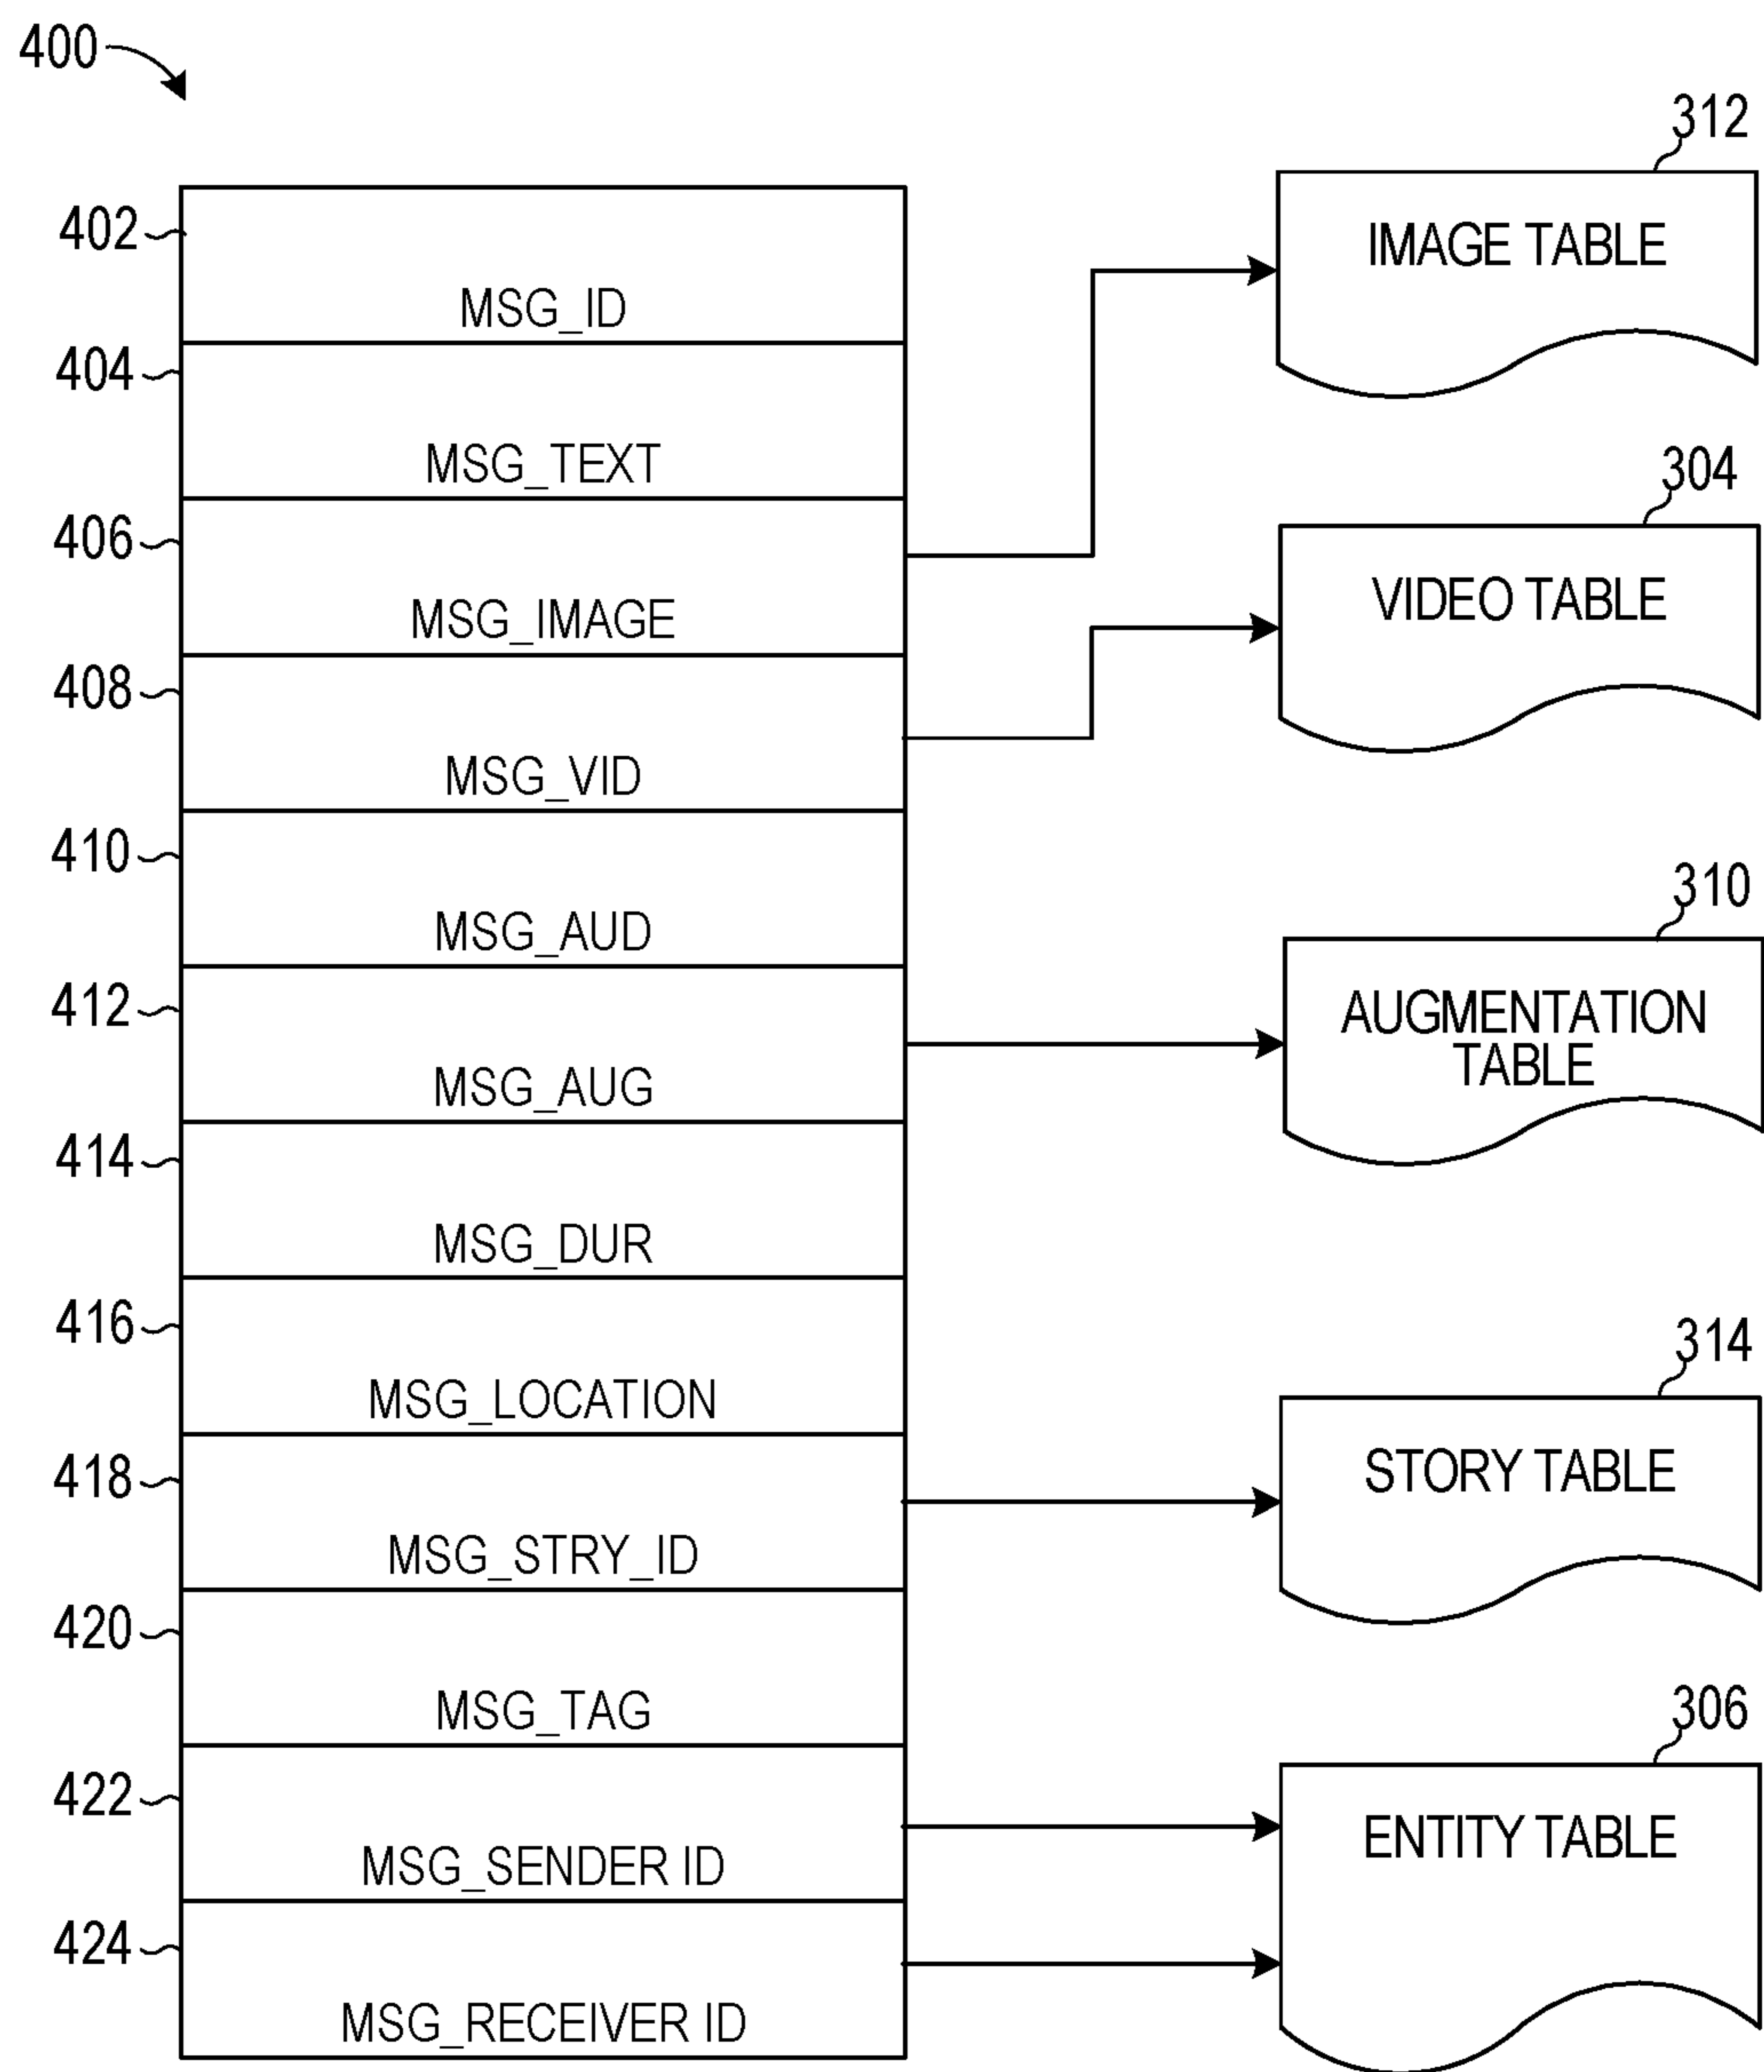 400
402
MSG_ID
404
MSG_TEXT
406
MSG_IMAGE
408
MSG_VID
410
MSG_AUD
412
MSG_AUG
414
MSG_DUR
416
MSG_LOCATION
418
MSG_STRY_ID
420
MSG_TAG
422
MSG_SENDER ID
424
MSG_RECEIVER ID
312
IMAGE TABLE
304
VIDEO TABLE
310
AUGMENTATION
TABLE
314
STORY TABLE
306
ENTITY TABLE